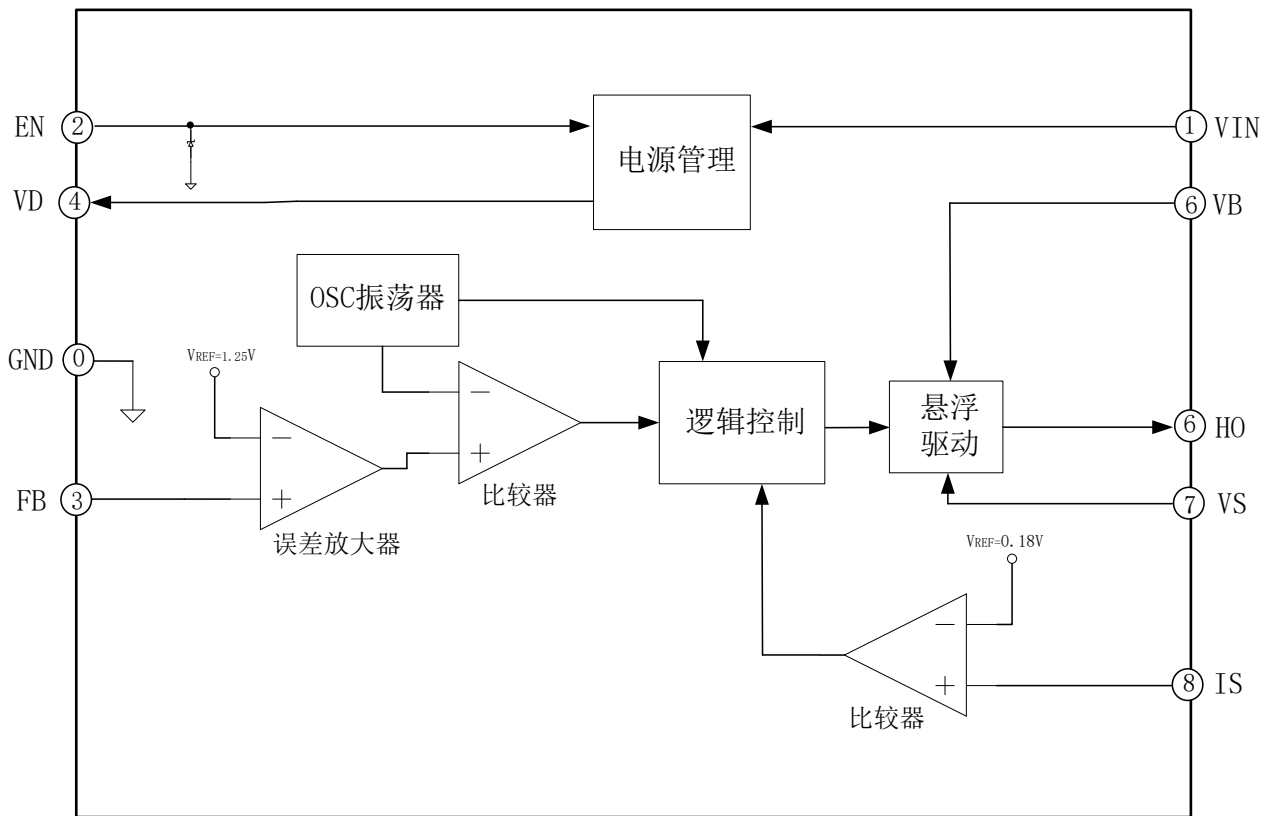 EN
2
电源管理
1
VIN
VD
4
6
VB
OSC振荡器
GND
0
VREF=1.25V
−
−
逻辑控制
悬浮
驱动
6
HO
+
比较器
FB
3
+
误差放大器
7
VS
VREF=0.18V
−
+
8
IS
比较器